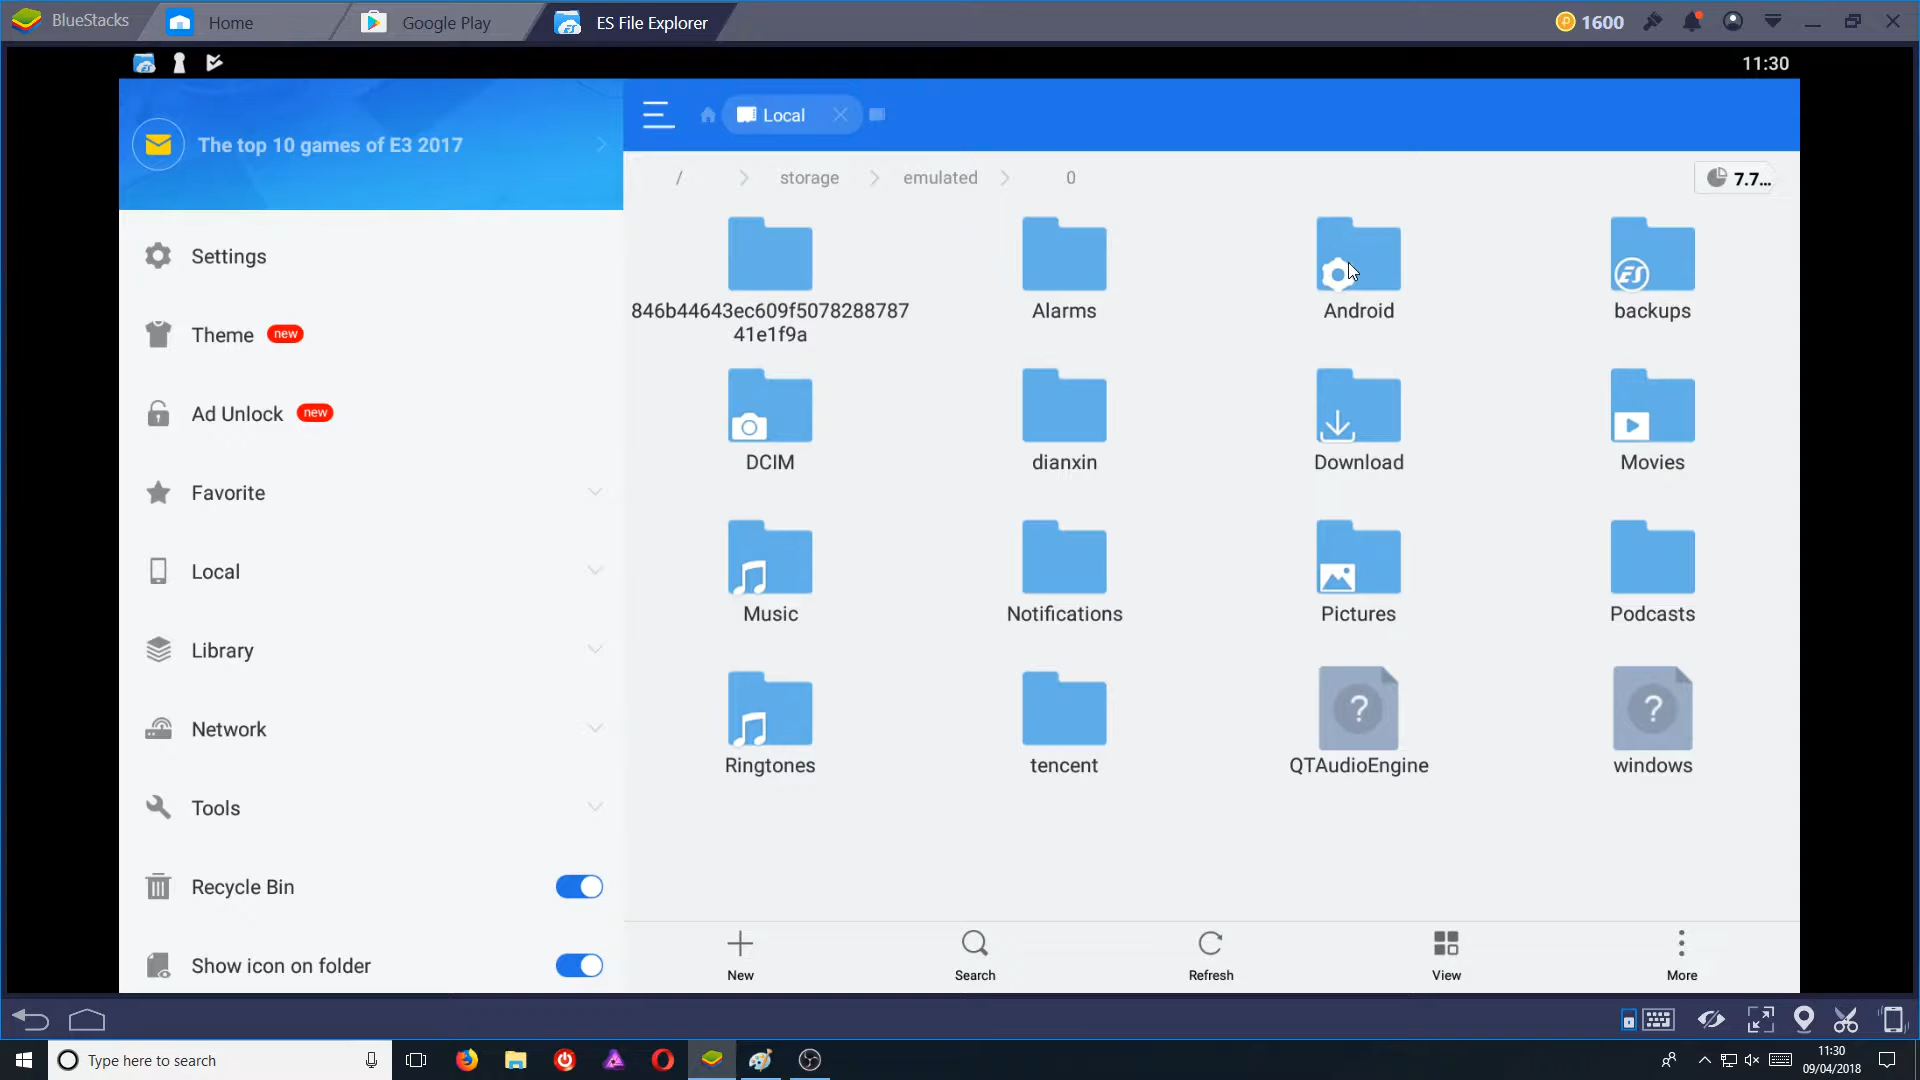 BlueStacks
Home
Google Play
ES File Explorer
1600
11:30
The top 10 games of E3 2017
Local
/
storage
emulated
0
7.7...
Settings
Theme new
Ad Unlock new
Favorite
Local
Library
Network
Tools
Recycle Bin
Show icon on folder
846b44643ec609f5078288787
41e1f9a
Alarms
Android
backups
DCIM
dianxin
Download
Movies
Music
Notifications
Pictures
Podcasts
Ringtones
tencent
QTAudioEngine
windows
New
Search
Refresh
View
More
Type here to search
11:30
09/04/2018